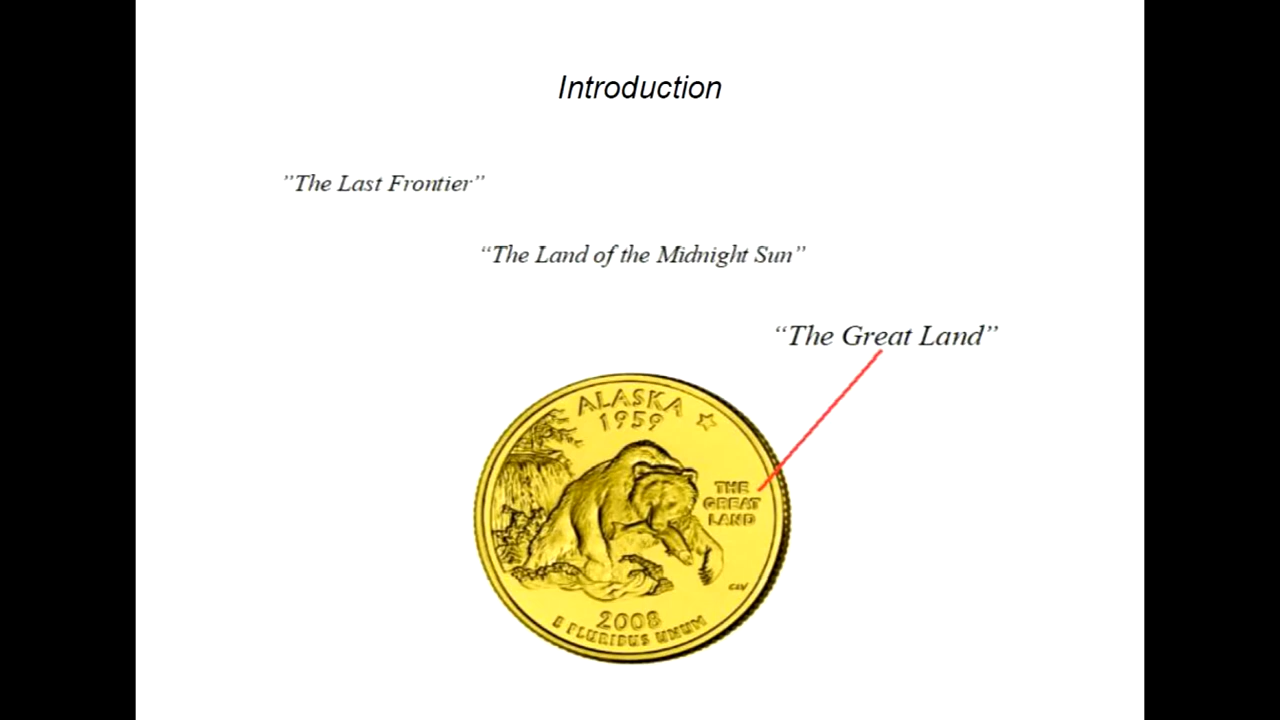 Introduction
”The Last Frontier”
“The Land of the Midnight Sun”
“The Great Land”
ALASKA
1959
THE
GREAT
LAND
CLV
2008
E PLURIBUS UNUM